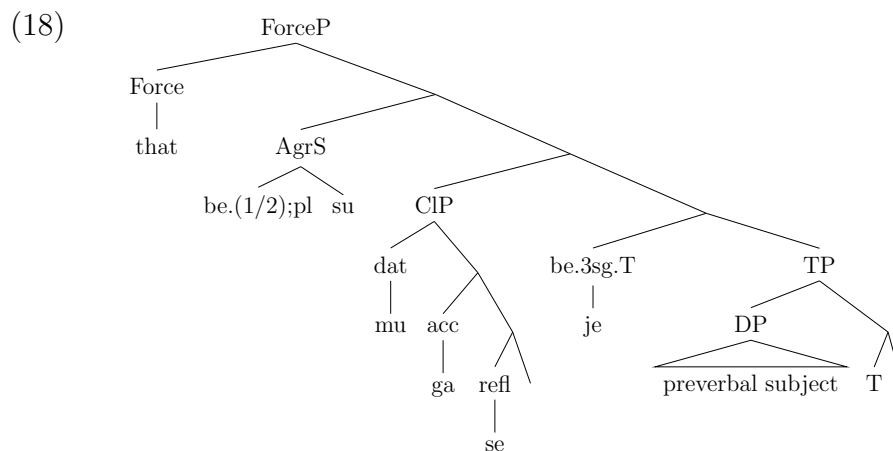 (18)
ForceP
Force
that
AgrS
be.(1/2);pl su
ClP
dat
be.3sg.T
TP
mu
acc
je
DP
ga
refl
preverbal subject
T
se